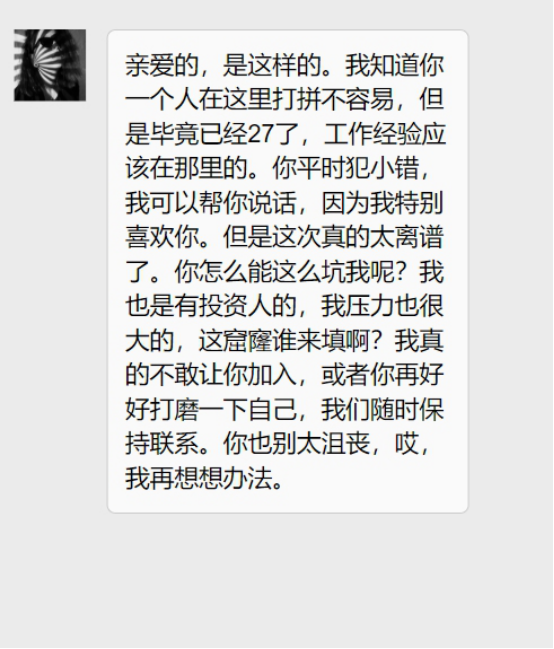 亲爱的，是这样的。我知道你
一个人在这里打拼不容易，但
是毕竟已经27了，工作经验应
该在那里的。你平时犯小错，
我可以帮你说话，因为我特别
喜欢你。但是这次真的太离谱
了。你怎么能这么坑我呢？我
也是有投资人的，我压力也很
大的，这窟窿谁来填啊？我真
的不敢让你加入，或者你再好
好打磨一下自己，我们随时保
持联系。你也别太沮丧，哎，
我再想想办法。